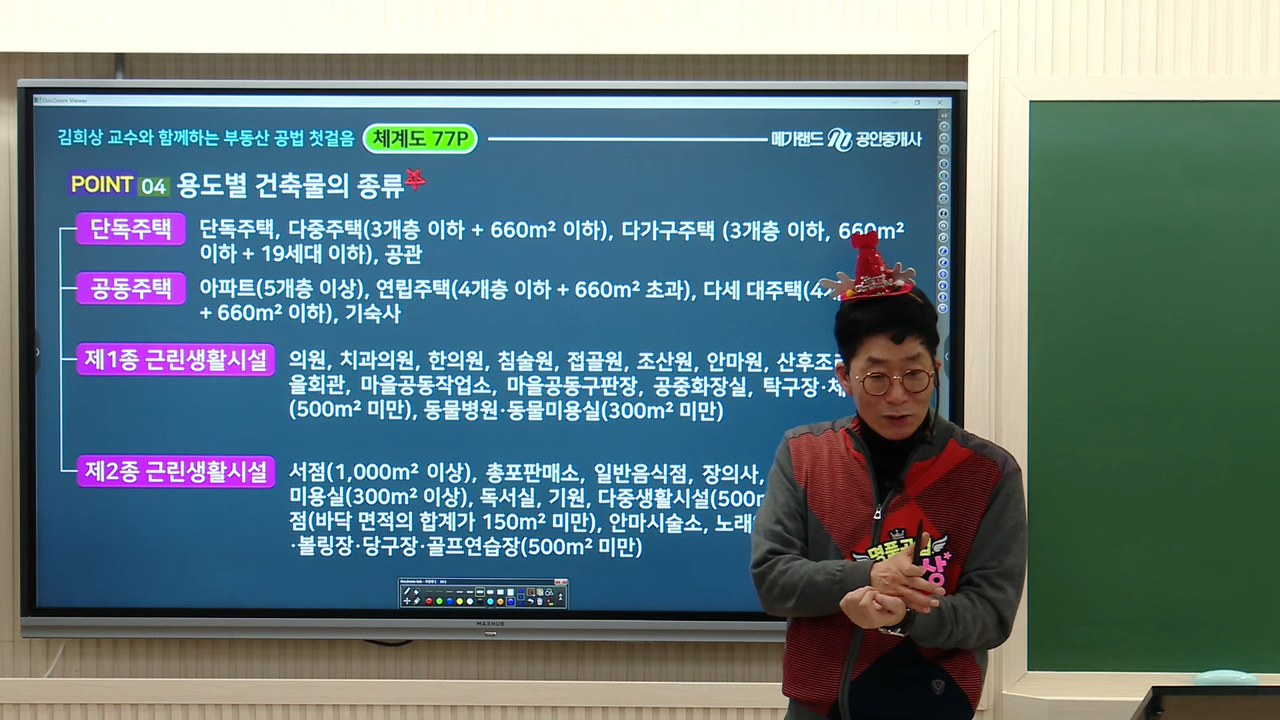 DocZoom Viewer
김희상 교수와 함께하는 부동산 공법 첫걸음 체계도 77P 메가랜드 공인중개사
POINT 04 용도별 건축물의 종류
단독주택 단독주택, 다중주택(3개층 이하 + 660m² 이하), 다가구주택 (3개층 이하, 660m²
이하 + 19세대 이하), 공관
공동주택 아파트(5개층 이상), 연립주택(4개층 이하 + 660m² 초과), 다세 대주택(4
+ 660m² 이하), 기숙사
제1종 근린생활시설 의원, 치과의원, 한의원, 침술원, 접골원, 조산원, 안마원, 산후조
을회관, 마을공동작업소, 마을공동구판장, 공중화장실, 탁구장·체
(500m² 미만), 동물병원·동물미용실(300m² 미만)
제2종 근린생활시설 서점(1,000m² 이상), 총포판매소, 일반음식점, 장의사,
미용실(300m² 이상), 독서실, 기원, 다중생활시설(500m
점(바닥 면적의 합계가 150m² 미만), 안마시술소, 노래
·볼링장·당구장·골프연습장(500m² 미만)
MAXHUB
명품
상